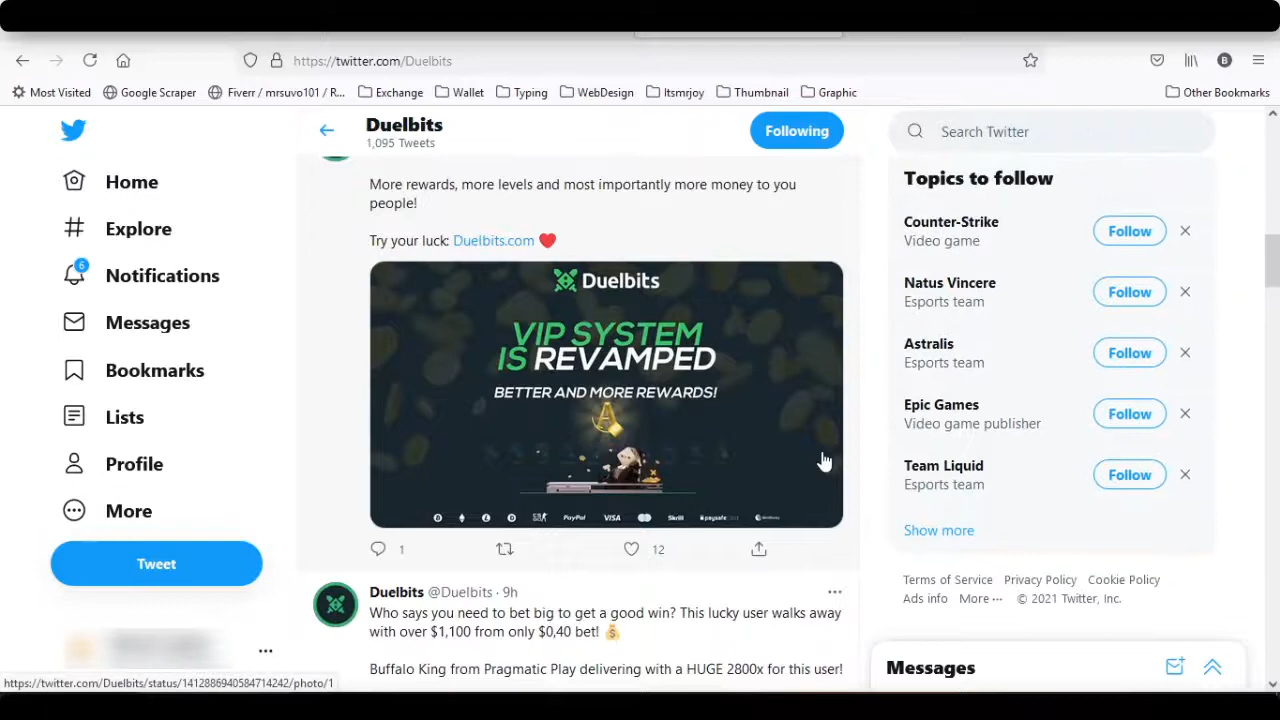 https://twitter.com/Duelbits
B
Most Visited
Google Scraper
Fiverr / mrsuvo101 / R...
Exchange
Wallet
Typing
WebDesign
Itsmrjoy
Thumbnail
Graphic
Other Bookmarks
Duelbits
1,095 Tweets
Following
Search Twitter
Home
Explore
6
Notifications
Messages
Bookmarks
Lists
Profile
More
Tweet
More rewards, more levels and most importantly more money to you
people!
Try your luck: Duelbits.com ❤️
Duelbits
VIP SYSTEM
IS REVAMPED
BETTER AND MORE REWARDS!
PayPal
VISA
Skrill
paysafe
1
12
Duelbits @Duelbits · 9h
Who says you need to bet big to get a good win? This lucky user walks away
with over $1,100 from only $0,40 bet! 💰
Buffalo King from Pragmatic Play delivering with a HUGE 2800x for this user!
Topics to follow
Counter-Strike
Video game
Follow
Natus Vincere
Esports team
Follow
Astralis
Esports team
Follow
Epic Games
Video game publisher
Follow
Team Liquid
Esports team
Follow
Show more
Terms of Service Privacy Policy Cookie Policy
Ads info More ··· © 2021 Twitter, Inc.
Messages
https://twitter.com/Duelbits/status/1412886940584714242/photo/1